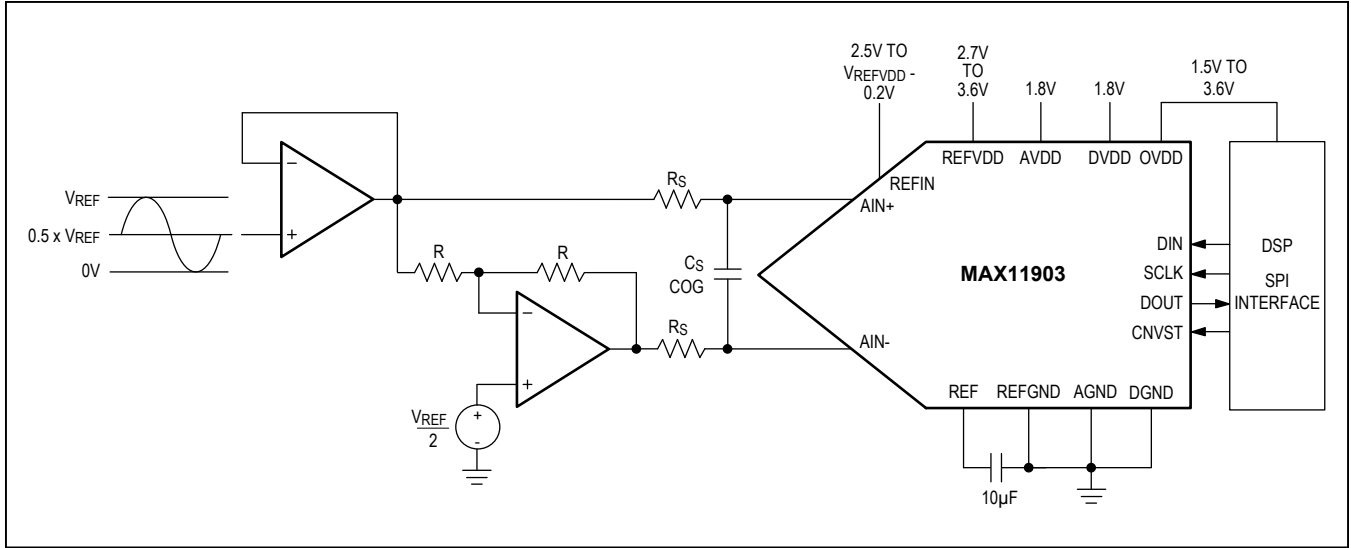 2.5V TO
VREFVDD -
0.2V
2.7V
TO
3.6V
1.8V
1.8V
1.5V TO
3.6V
REFVDD
AVDD
DVDD
OVDD
REFIN
AIN+
−
+
VREF
0.5 x VREF
0V
RS
R
R
CS
COG
MAX11903
DIN
SCLK
DOUT
CNVST
DSP
SPI
INTERFACE
−
+
RS
AIN-
VREF
2
+
-
REF
REFGND
AGND
DGND
10µF